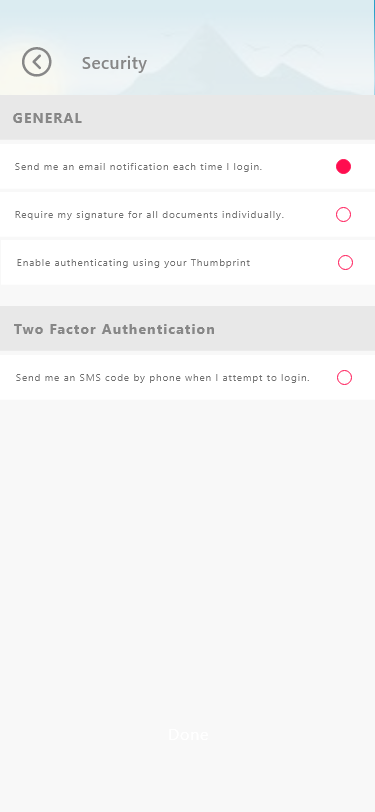 Security
GENERAL
Send me an email notification each time I login.
Require my signature for all documents individually.
Enable authenticating using your Thumbprint
Two Factor Authentication
Send me an SMS code by phone when I attempt to login.
Done